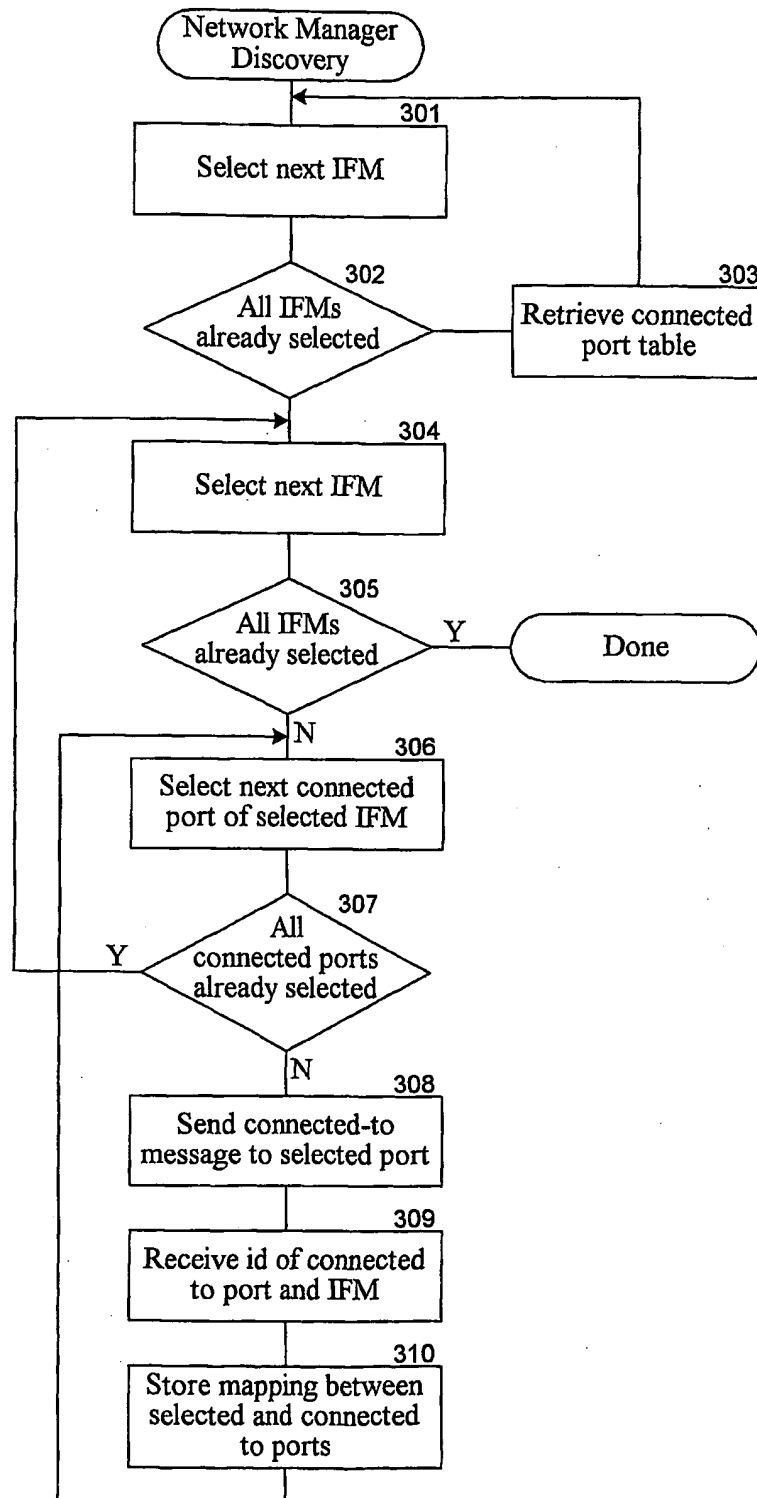 Network Manager
Discovery
301
Select next IFM
302
All IFMs
already selected
303
Retrieve connected
port table
304
Select next IFM
305
All IFMs
already selected
Y
Done
N
306
Select next connected
port of selected IFM
307
All
connected ports
already selected
Y
N
308
Send connected-to
message to selected port
309
Receive id of connected
to port and IFM
310
Store mapping between
selected and connected
to ports